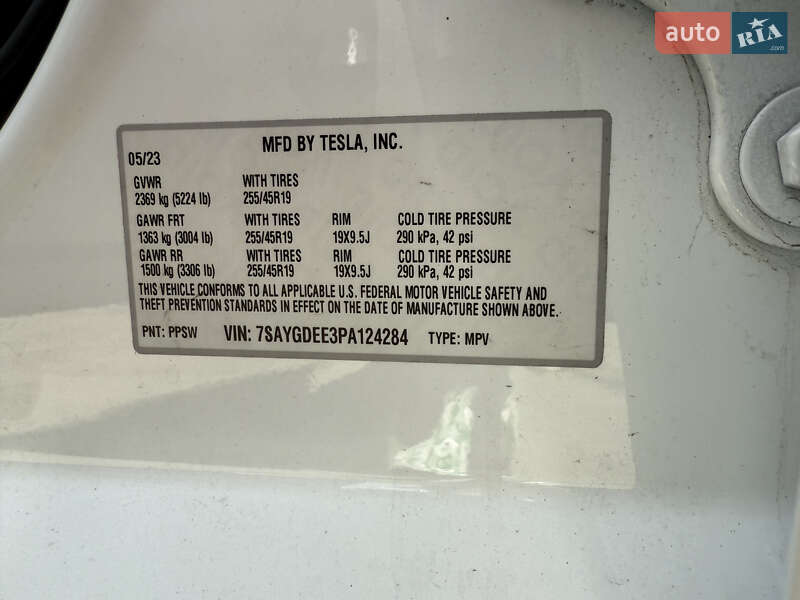 auto RIA .com
MFD BY TESLA, INC.
05/23
GVWR WITH TIRES
2369 kg (5224 lb) 255/45R19
GAWR FRT WITH TIRES RIM COLD TIRE PRESSURE
1363 kg (3004 lb) 255/45R19 19X9.5J 290 kPa, 42 psi
GAWR RR WITH TIRES RIM COLD TIRE PRESSURE
1500 kg (3306 lb) 255/45R19 19X9.5J 290 kPa, 42 psi
THIS VEHICLE CONFORMS TO ALL APPLICABLE U.S. FEDERAL MOTOR VEHICLE SAFETY AND
THEFT PREVENTION STANDARDS IN EFFECT ON THE DATE OF MANUFACTURE SHOWN ABOVE.
PNT: PPSW VIN: 7SAYGDEE3PA124284 TYPE: MPV